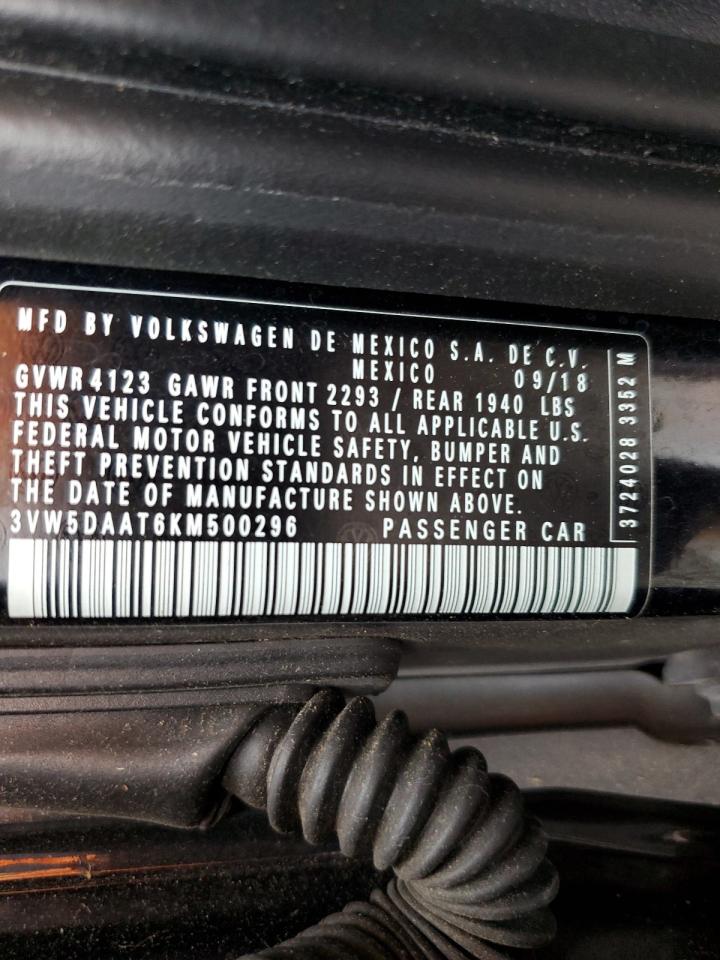 MFD BY VOLKSWAGEN DE MEXICO S.A. DE C.V.
MEXICO 09/18
GVWR 4123 GAWR FRONT 2293 / REAR 1940 LBS
THIS VEHICLE CONFORMS TO ALL APPLICABLE U.S.
FEDERAL MOTOR VEHICLE SAFETY, BUMPER AND
THEFT PREVENTION STANDARDS IN EFFECT ON
THE DATE OF MANUFACTURE SHOWN ABOVE.
3VW5DAAT6KM500296 PASSENGER CAR
3724028 3352 M